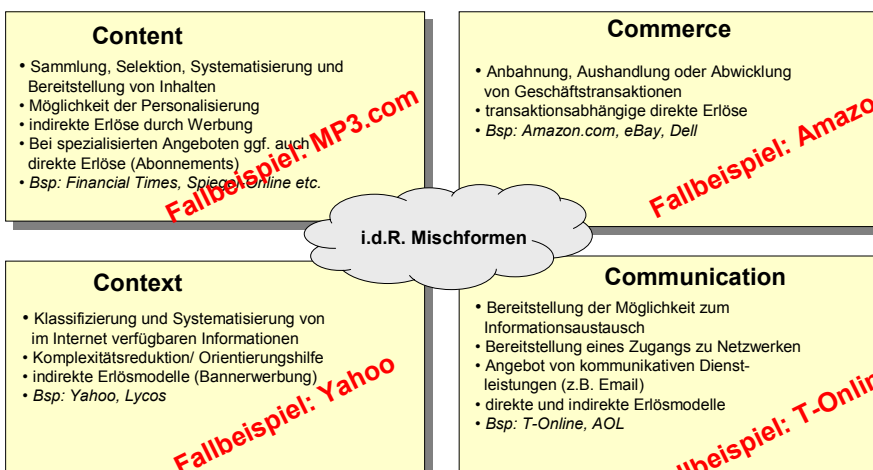 Content
• Sammlung, Selektion, Systematisierung und
Bereitstellung von Inhalten
• Möglichkeit der Personalisierung
• indirekte Erlöse durch Werbung
• Bei spezialisierten Angeboten ggf. auch
direkte Erlöse (Abonnements)
• Bsp: Financial Times, Spiegel Online etc.
Fallbeispiel: MP3.com
Commerce
• Anbahnung, Aushandlung oder Abwicklung
von Geschäftstransaktionen
• transaktionsabhängige direkte Erlöse
• Bsp: Amazon.com, eBay, Dell
Fallbeispiel: Amazo
i.d.R. Mischformen
Context
• Klassifizierung und Systematisierung von
im Internet verfügbaren Informationen
• Komplexitätsreduktion/ Orientierungshilfe
• indirekte Erlösmodelle (Bannerwerbung)
• Bsp: Yahoo, Lycos
Fallbeispiel: Yahoo
Communication
• Bereitstellung der Möglichkeit zum
Informationsaustausch
• Bereitstellung eines Zugangs zu Netzwerken
• Angebot von kommunikativen Dienst-
leistungen (z.B. Email)
• direkte und indirekte Erlösmodelle
• Bsp: T-Online, AOL
llbeispiel: T-Onlin